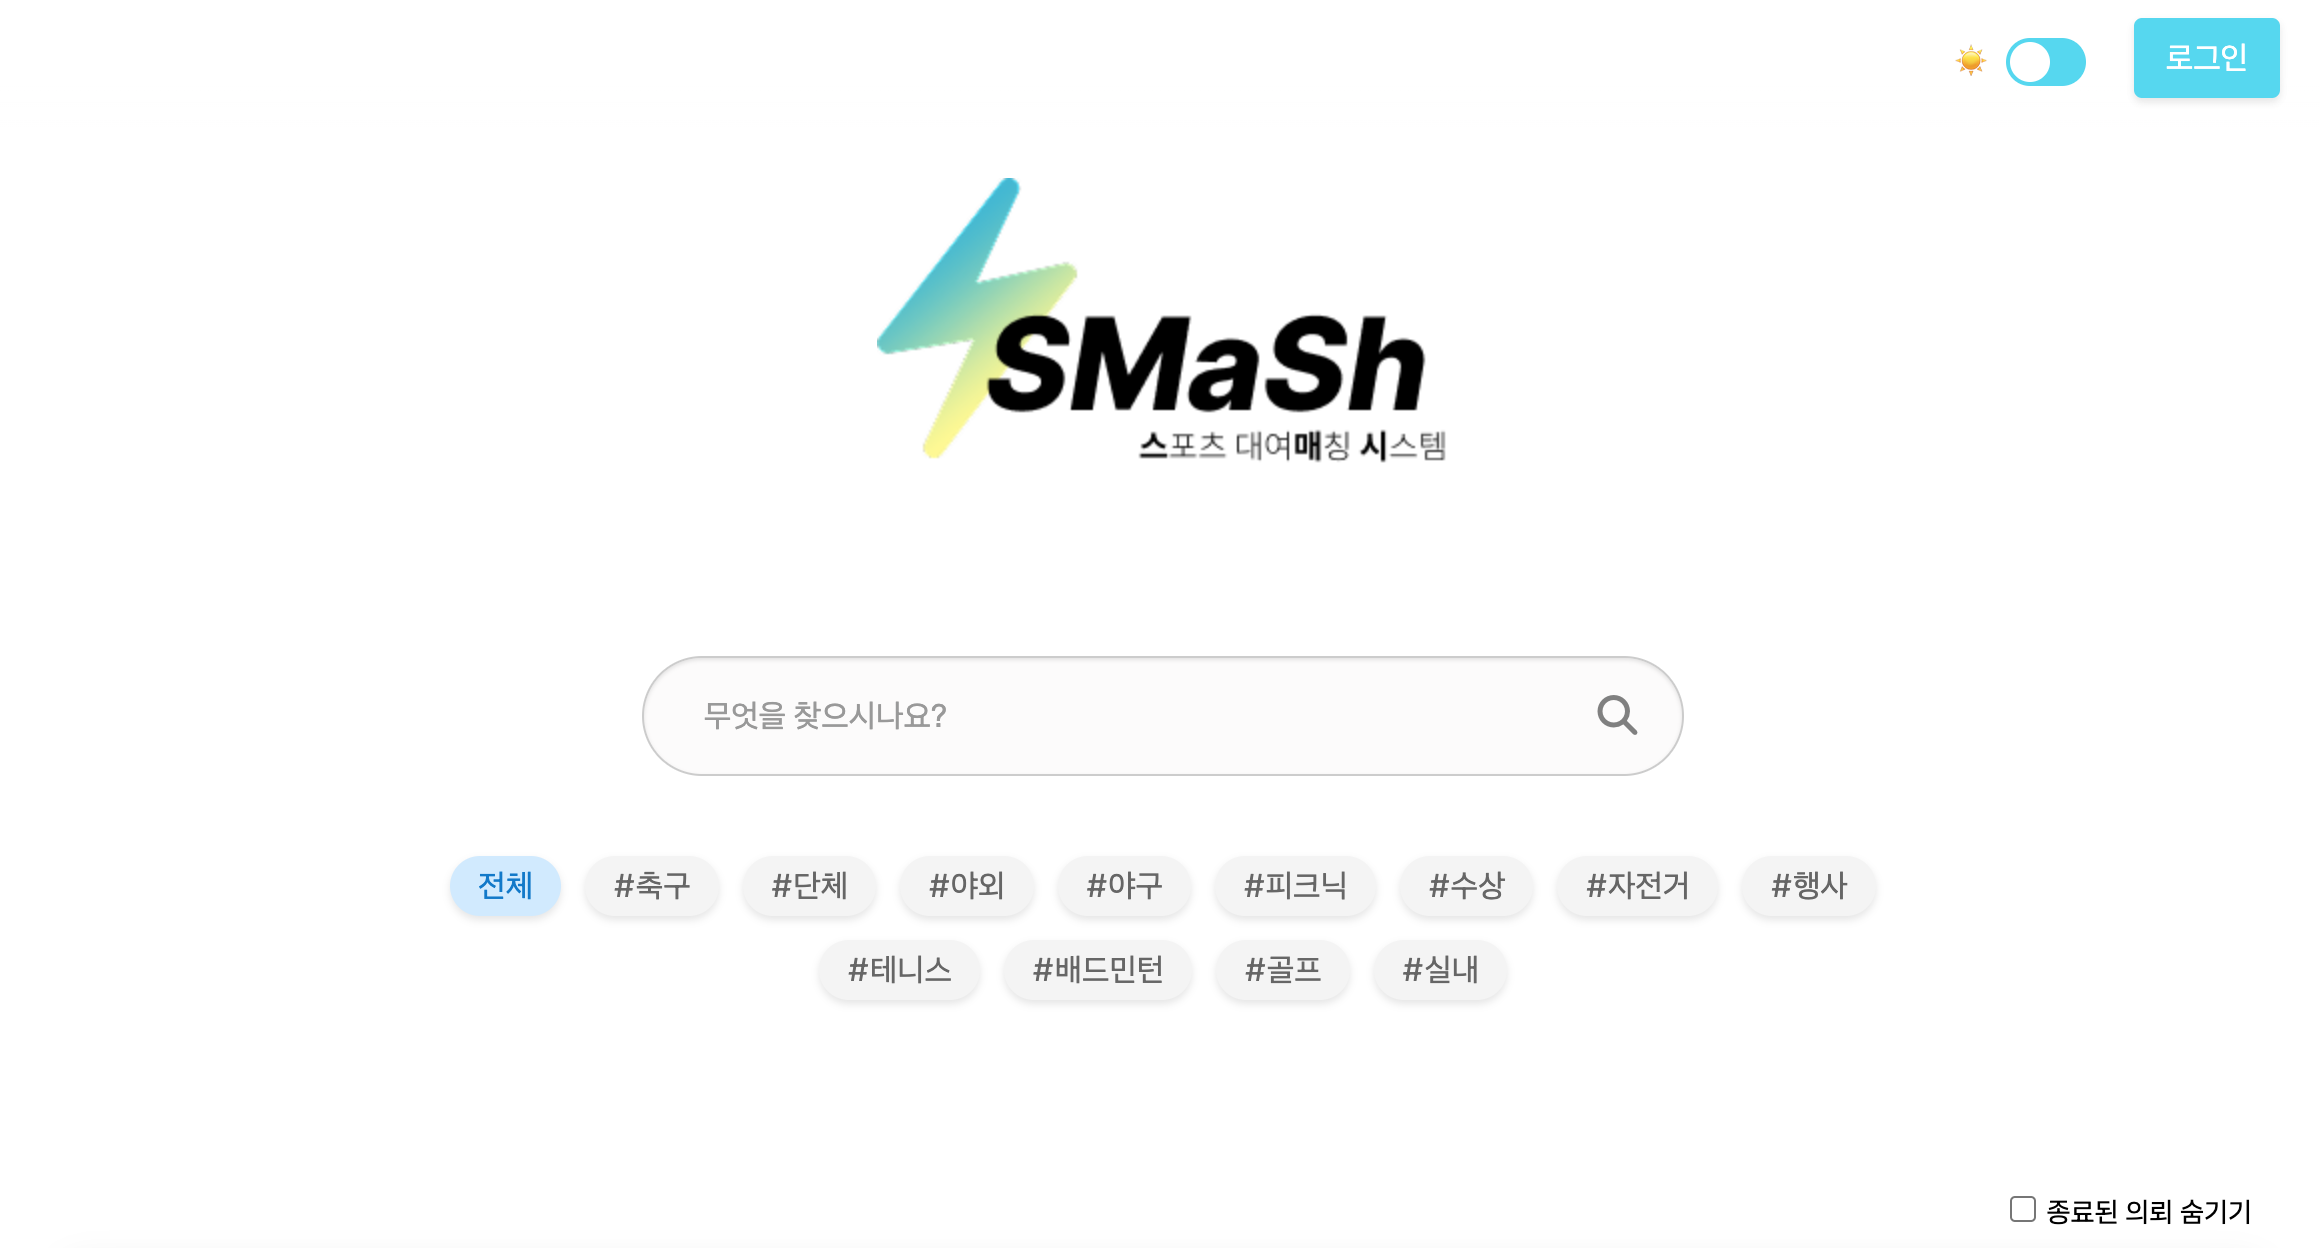 로그인
SMaSh
스포츠 대여매칭 시스템
무엇을 찾으시나요?
전체 #축구 #단체 #야외 #야구 #피크닉 #수상 #자전거 #행사
#테니스 #배드민턴 #골프 #실내
종료된 의뢰 숨기기